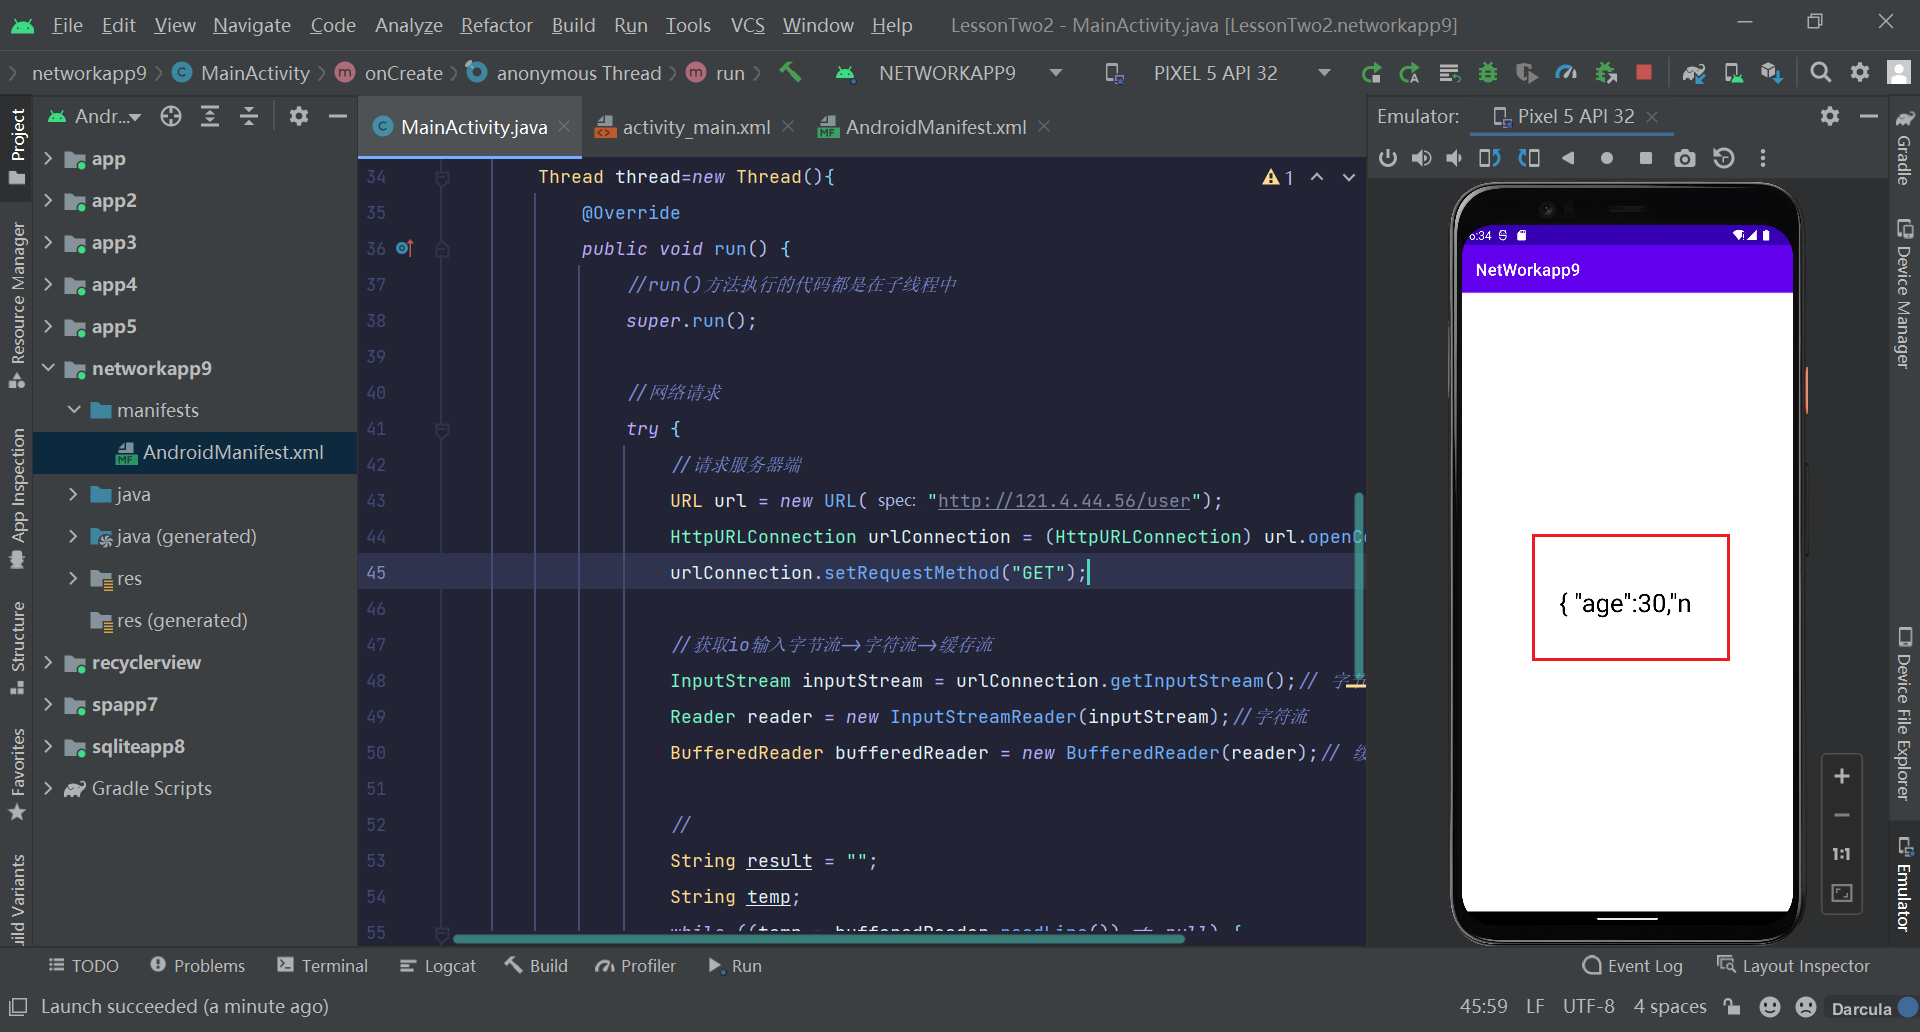 File Edit View Navigate Code Analyze Refactor Build Run Tools VCS Window Help LessonTwo2 - MainActivity.java [LessonTwo2.networkapp9]
networkapp9 MainActivity onCreate anonymous Thread run NETWORKAPP9 PIXEL 5 API 32
Project
Resource Manager
App Inspection
Structure
Favorites
uild Variants
Andr...
app
app2
app3
app4
app5
networkapp9
manifests
AndroidManifest.xml
java
java (generated)
res
res (generated)
recyclerview
spapp7
sqliteapp8
Gradle Scripts
MainActivity.java activity_main.xml AndroidManifest.xml
1
34 Thread thread=new Thread(){
35 @Override
36 public void run() {
37 //run()方法执行的代码都是在子线程中
38 super.run();
39
40 //网络请求
41 try {
42 //请求服务器端
43 URL url = new URL( spec: "http://121.4.44.56/user");
44 HttpURLConnection urlConnection = (HttpURLConnection) url.openC
45 urlConnection.setRequestMethod("GET");
46
47 //获取io输入字节流->字符流->缓存流
48 InputStream inputStream = urlConnection.getInputStream();// 字
49 Reader reader = new InputStreamReader(inputStream);//字符流
50 BufferedReader bufferedReader = new BufferedReader(reader);// 缓
51
52 //
53 String result = "";
54 String temp;
55 while ((temp = bufferedReader.readLine()) != null) {
Emulator: Pixel 5 API 32
:34
NetWorkapp9
{ "age":30,"n
1:1
Gradle
Device Manager
Device File Explorer
Emulator
TODO Problems Terminal Logcat Build Profiler Run Event Log Layout Inspector
Launch succeeded (a minute ago) 45:59 LF UTF-8 4 spaces Darcula